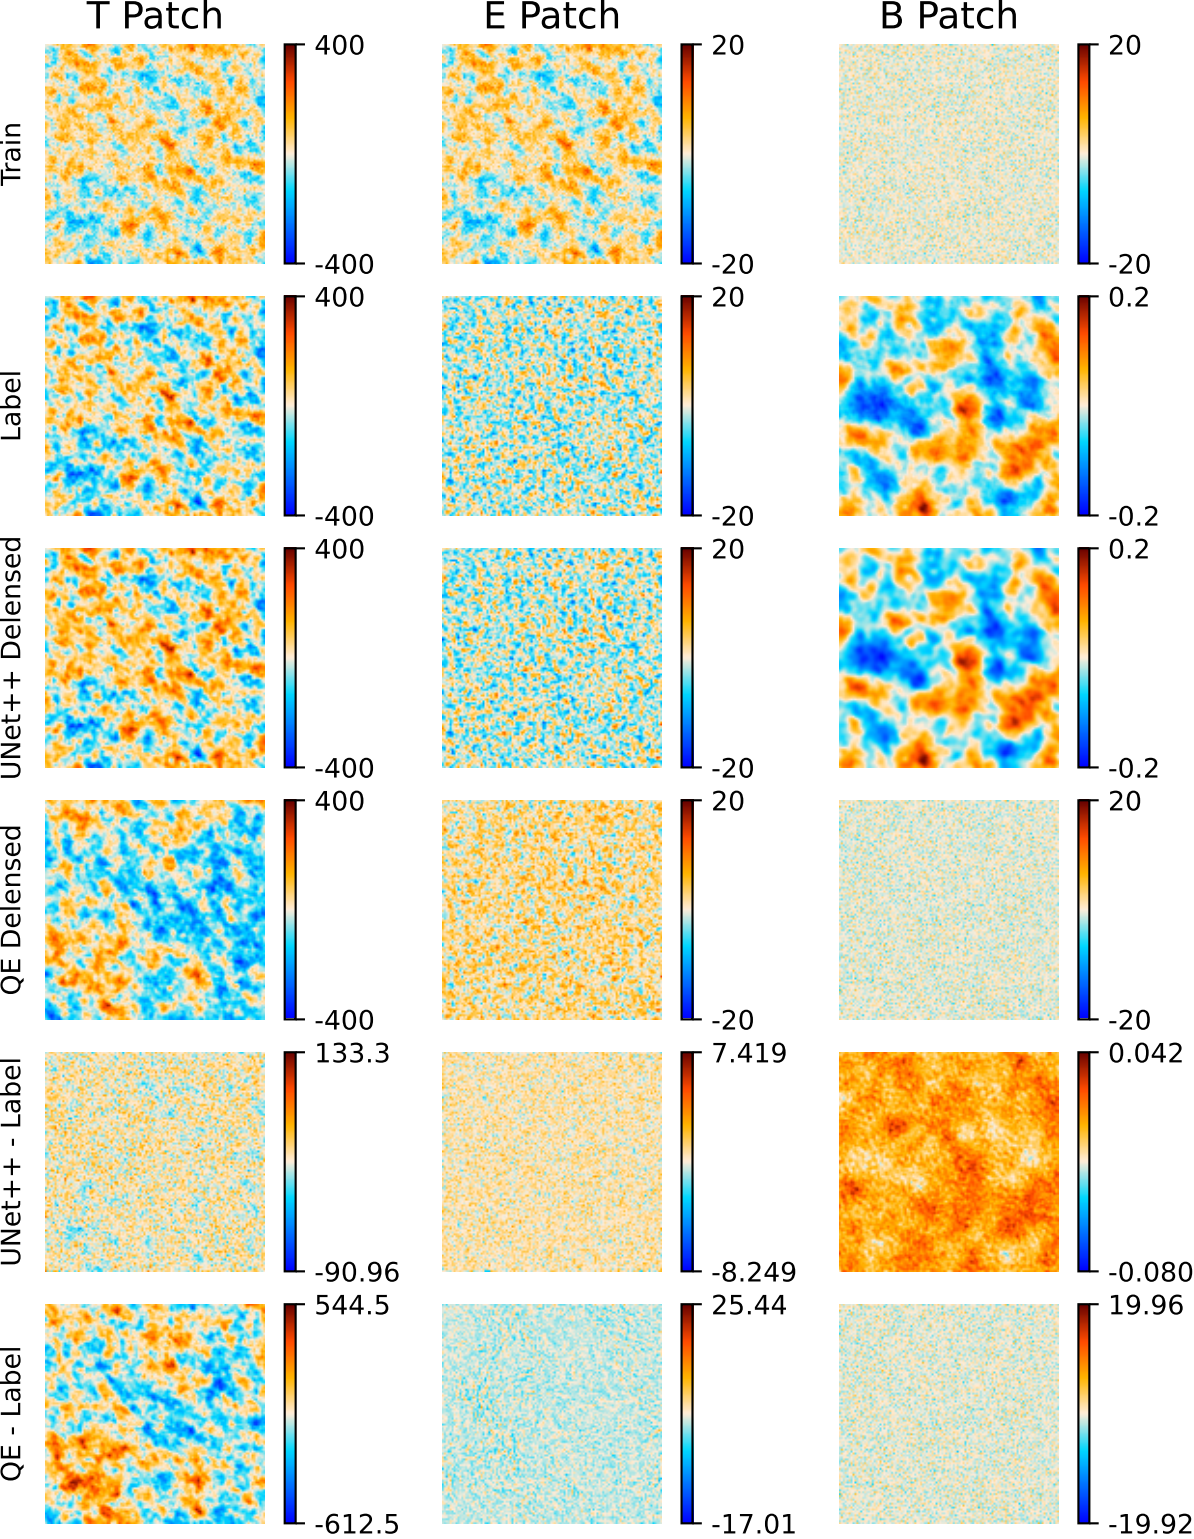 T Patch E Patch B Patch
Train 400 -400 20 -20 20 -20
Label 400 -400 20 -20 0.2 -0.2
UNet++ Delensed 400 -400 20 -20 0.2 -0.2
QE Delensed 400 -400 20 -20 20 -20
UNet++ - Label 133.3 -90.96 7.419 -8.249 0.042 -0.080
QE - Label 544.5 -612.5 25.44 -17.01 19.96 -19.92